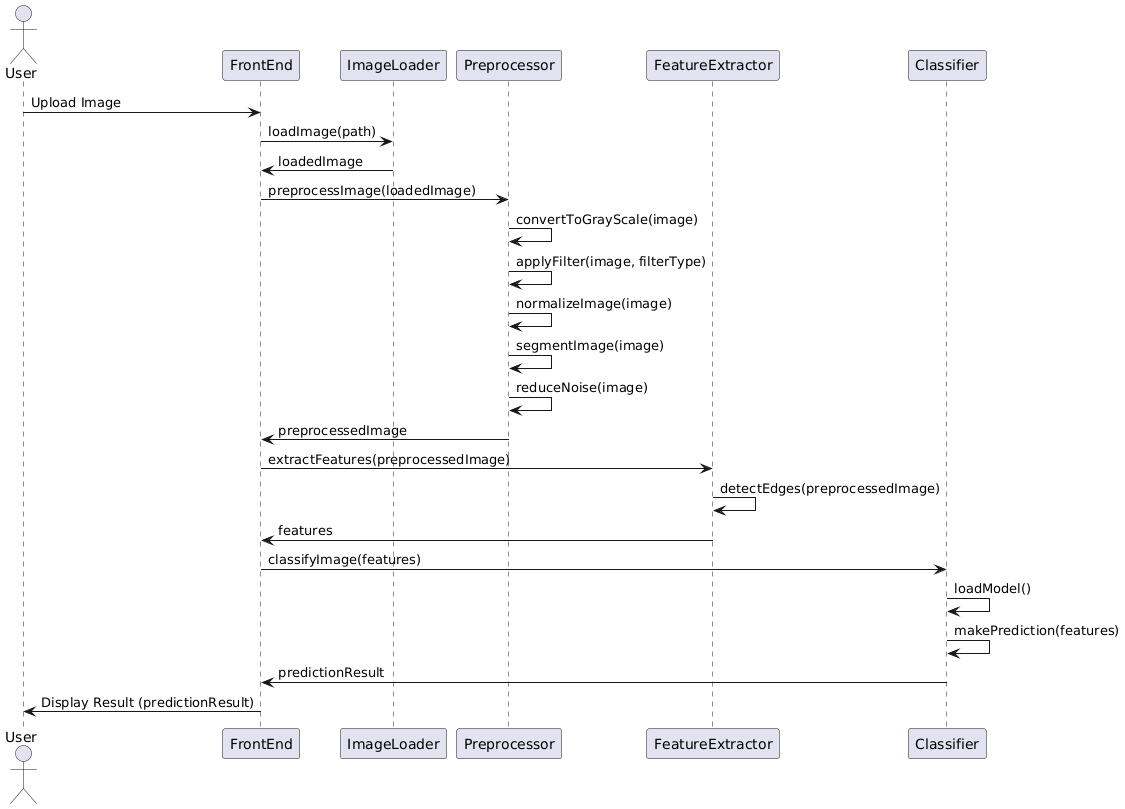 User
FrontEnd
ImageLoader
Preprocessor
FeatureExtractor
Classifier
Upload Image
loadImage(path)
loadedImage
preprocessImage(loadedImage)
convertToGrayScale(image)
applyFilter(image, filterType)
normalizeImage(image)
segmentImage(image)
reduceNoise(image)
preprocessedImage
extractFeatures(preprocessedImage)
detectEdges(preprocessedImage)
features
classifyImage(features)
loadModel()
makePrediction(features)
predictionResult
Display Result (predictionResult)
User
FrontEnd
ImageLoader
Preprocessor
FeatureExtractor
Classifier